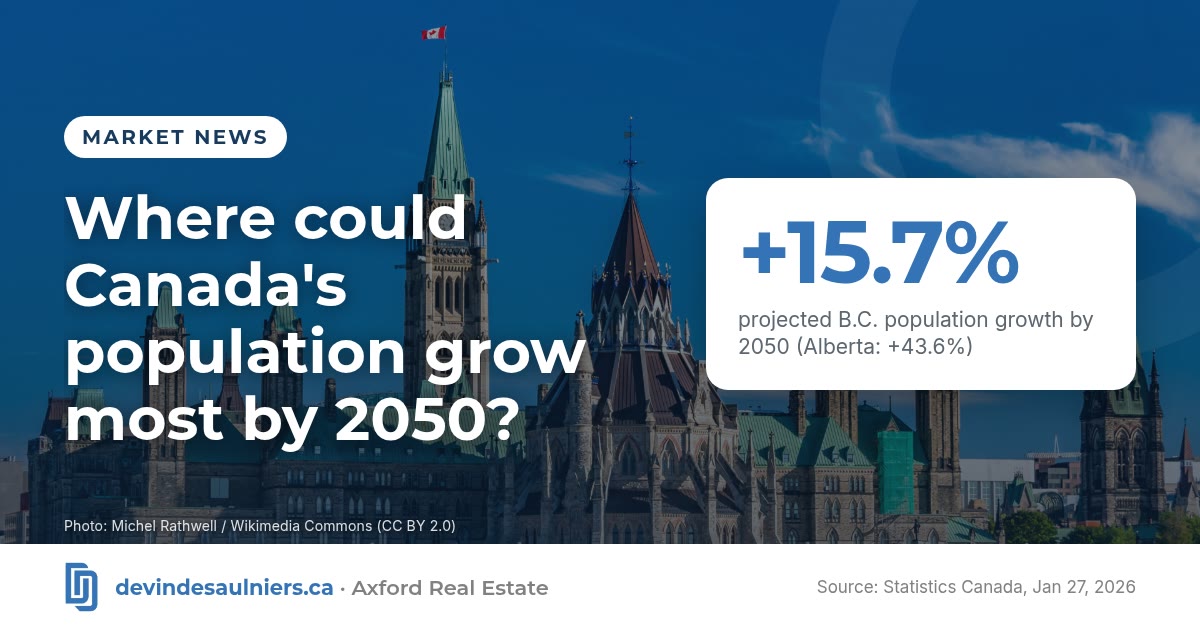 MARKET NEWS
Where could
Canada's
population grow
most by 2050?
+15.7%
projected B.C. population growth by
2050 (Alberta: +43.6%)
Photo: Michel Rathwell / Wikimedia Commons (CC BY 2.0)
devindesaulniers.ca · Axford Real Estate
Source: Statistics Canada, Jan 27, 2026